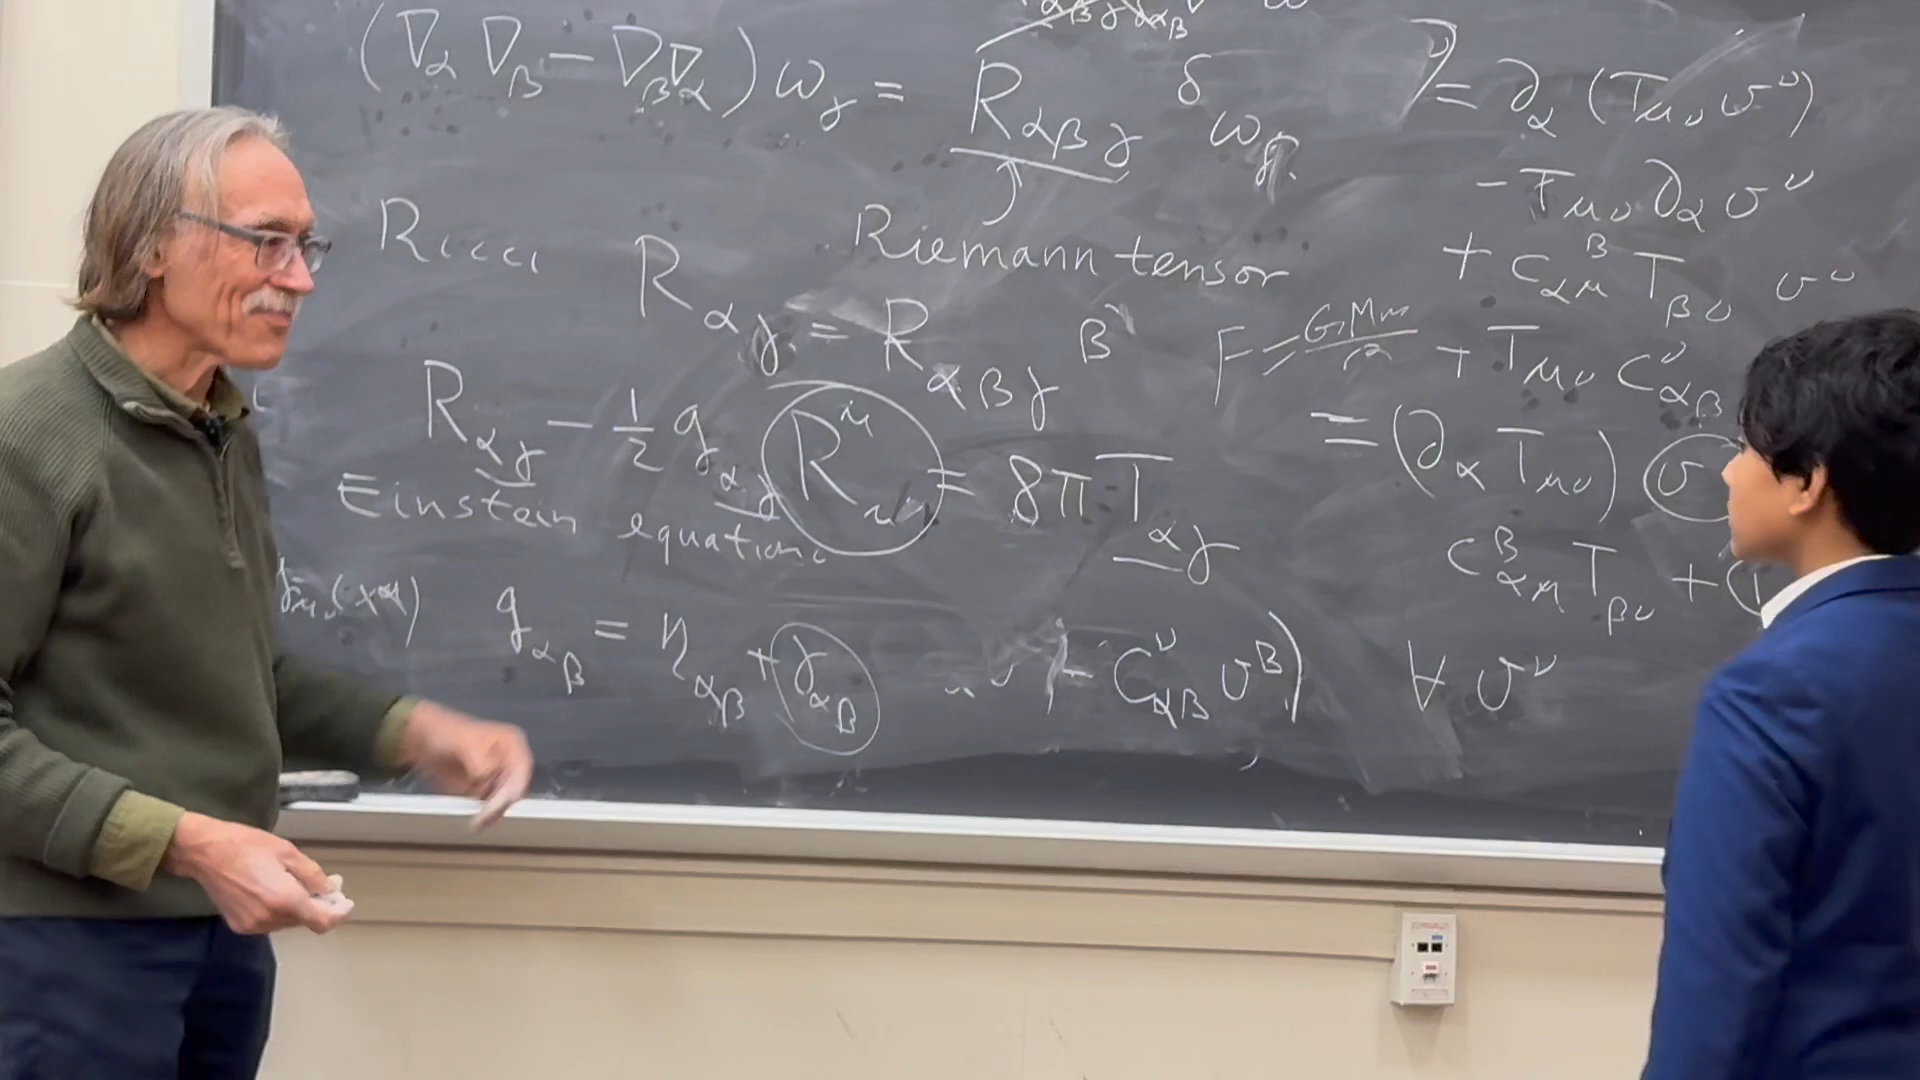 (∇α ∇β − ∇β∇α) ωγ = Rαβγ^δ ωδ
Riemann tensor
Ricci Rαγ = Rαβγ^β
Rαγ − 1/2 gαγ R = 8π Tαγ
Einstein equation
gαβ = ηαβ + γαβ
= ∂α (Tμν v^ν)
− Tμν ∂α v^ν
+ Cαμ^β Tβν v^ν
F = GMm/r²
+ Tμν C^ν αβ
= (∂α Tμν) v
C^β αμ Tβν +
C^ν αβ v^β) ∀ v^ν